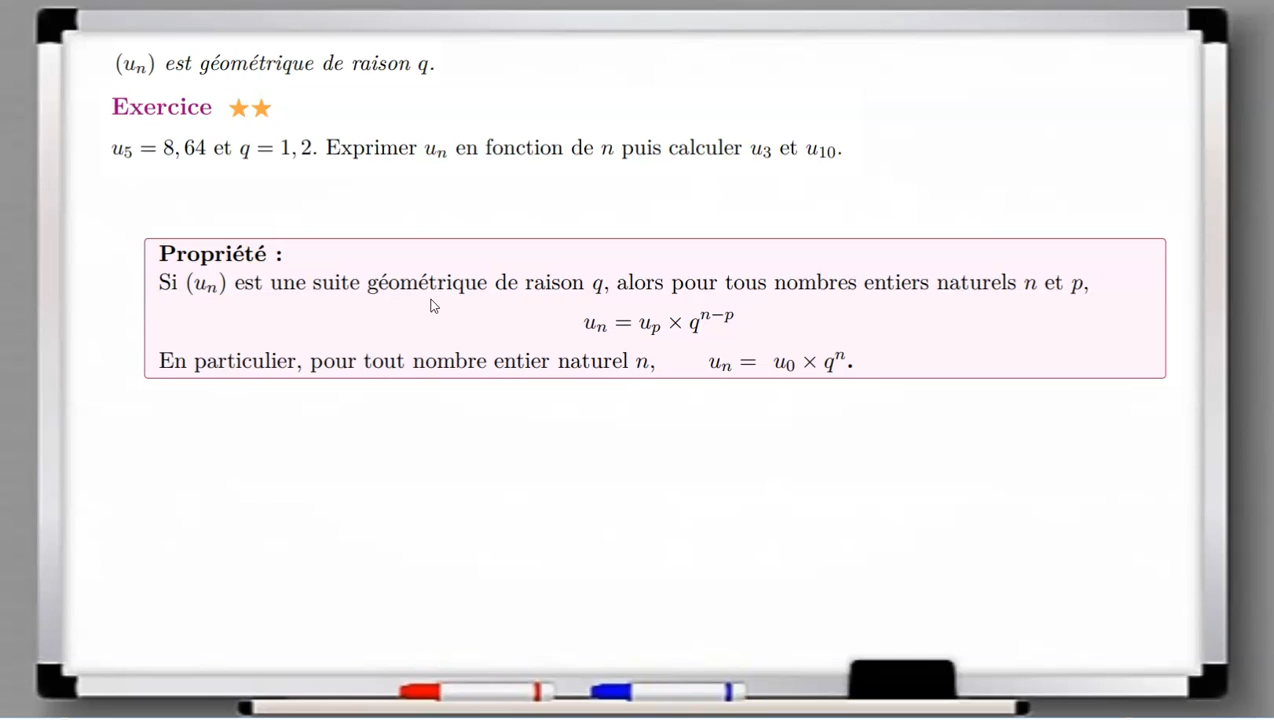 (uₙ) est géométrique de raison q.
Exercice ★★
u₅ = 8, 64 et q = 1, 2. Exprimer uₙ en fonction de n puis calculer u₃ et u₁₀.
Propriété :
Si (uₙ) est une suite géométrique de raison q, alors pour tous nombres entiers naturels n et p,
uₙ = uₚ × qⁿ⁻ᵖ
En particulier, pour tout nombre entier naturel n, uₙ = u₀ × qⁿ.